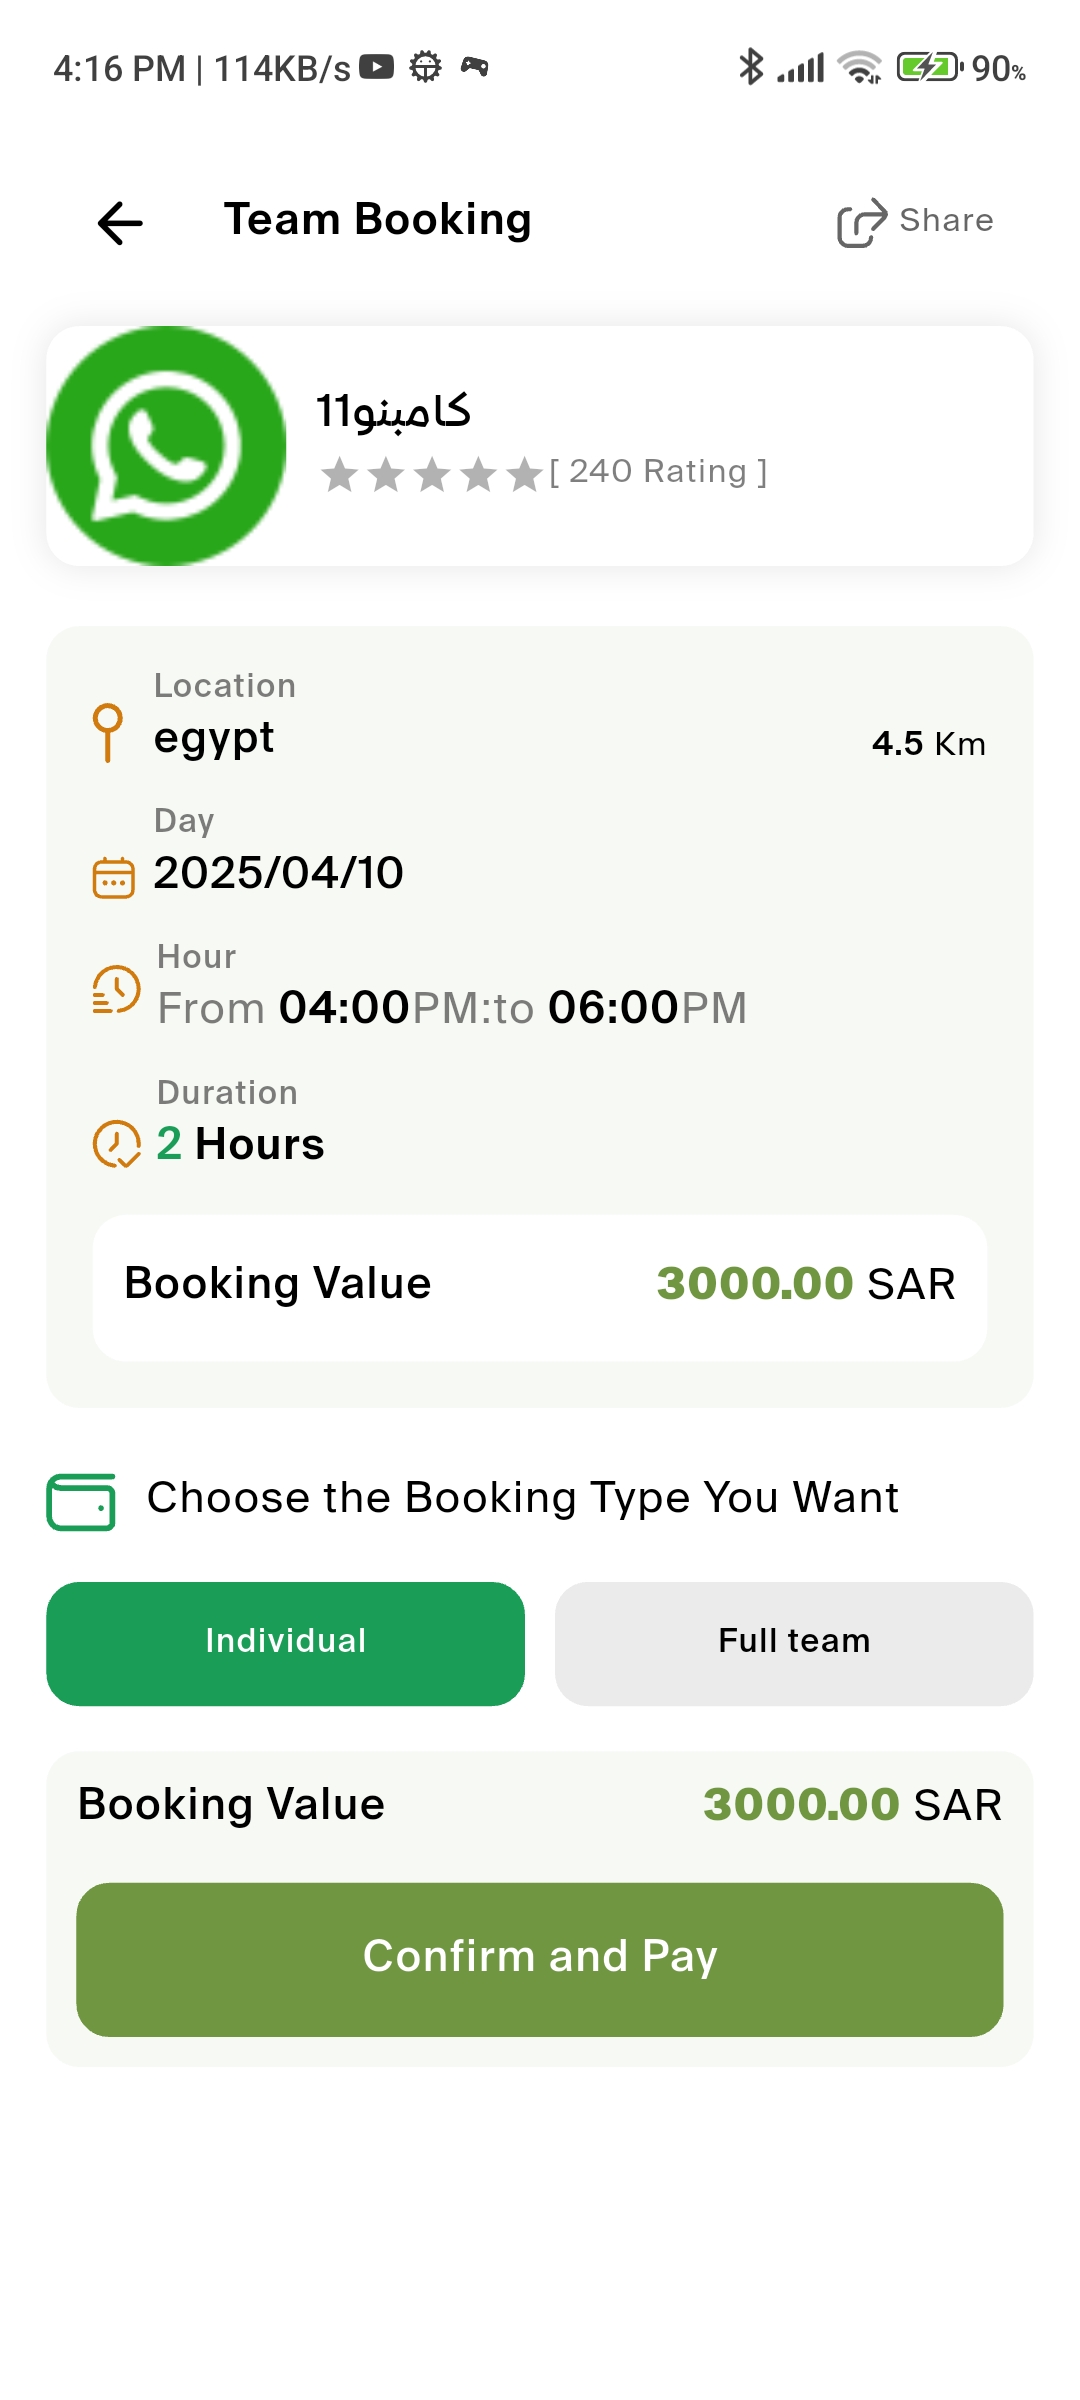 4:16 PM | 114KB/s
90%
Team Booking
Share
كامبنو11
[ 240 Rating ]
Location
egypt
4.5 Km
Day
2025/04/10
Hour
From 04:00PM:to 06:00PM
Duration
2 Hours
Booking Value
3000.00 SAR
Choose the Booking Type You Want
Individual
Full team
Booking Value
3000.00 SAR
Confirm and Pay